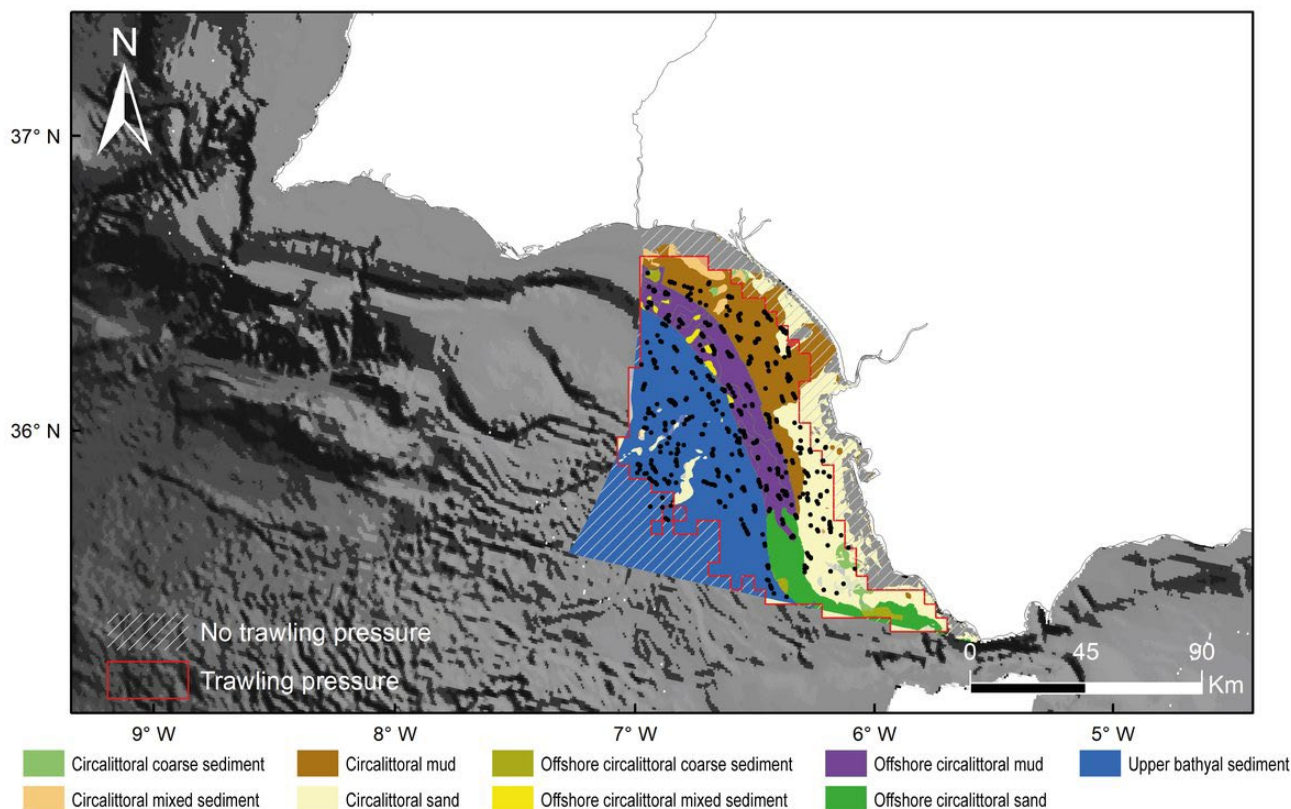 N
37° N
36° N
No trawling pressure
Trawling pressure
0 45 90
Km
9° W 8° W 7° W 6° W 5° W
Circalittoral coarse sediment Circalittoral mud Offshore circalittoral coarse sediment Offshore circalittoral mud Upper bathyal sediment
Circalittoral mixed sediment Circalittoral sand Offshore circalittoral mixed sediment Offshore circalittoral sand